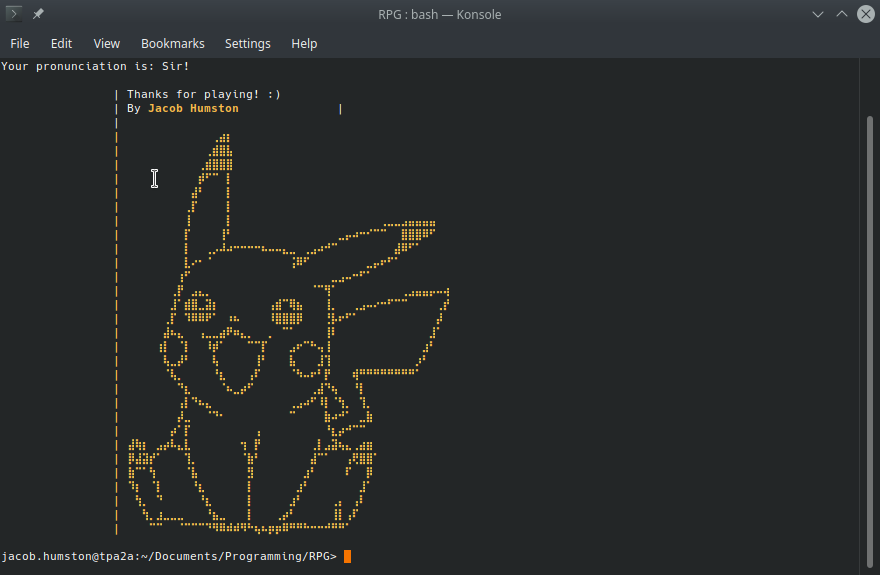 RPG : bash — Konsole
File Edit View Bookmarks Settings Help
Your pronunciation is: Sir!
| Thanks for playing! :)
| By Jacob Humston |
jacob.humston@tpa2a:~/Documents/Programming/RPG>